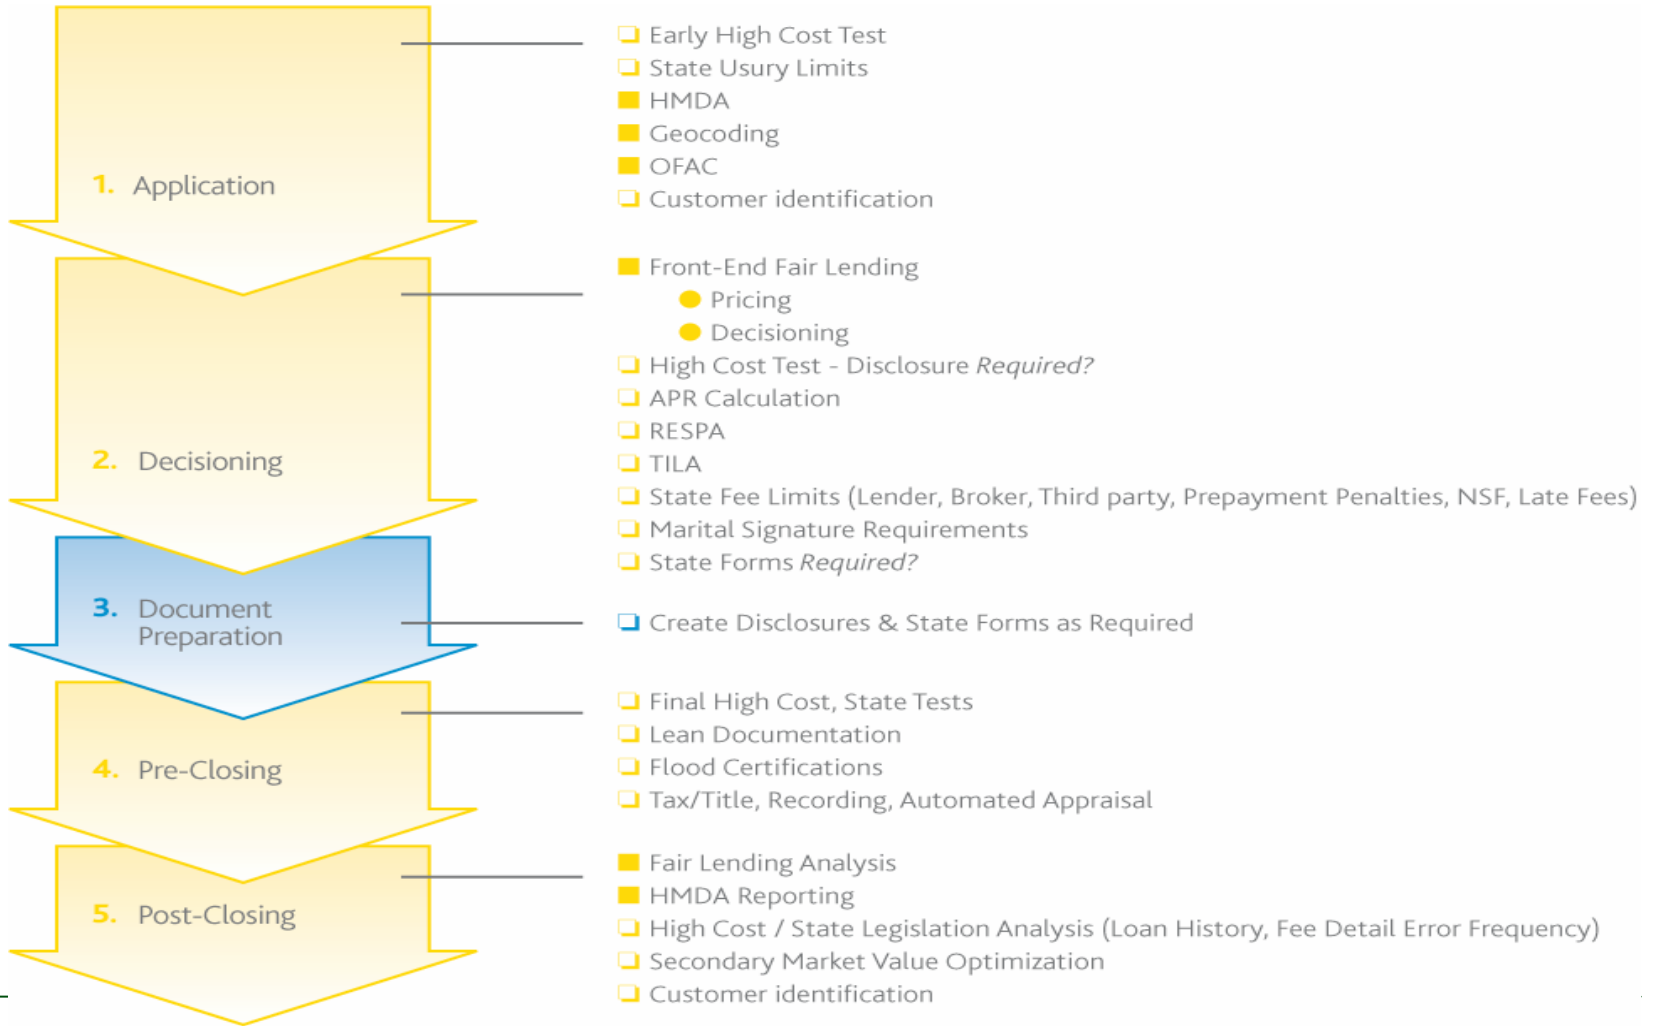 1. Application
Early High Cost Test
State Usury Limits
HMDA
Geocoding
OFAC
Customer identification
2. Decisioning
Front-End Fair Lending
Pricing
Decisioning
High Cost Test - Disclosure Required?
APR Calculation
RESPA
TILA
State Fee Limits (Lender, Broker, Third party, Prepayment Penalties, NSF, Late Fees)
Marital Signature Requirements
State Forms Required?
3. Document
Preparation
Create Disclosures & State Forms as Required
4. Pre-Closing
Final High Cost, State Tests
Lean Documentation
Flood Certifications
Tax/Title, Recording, Automated Appraisal
5. Post-Closing
Fair Lending Analysis
HMDA Reporting
High Cost / State Legislation Analysis (Loan History, Fee Detail Error Frequency)
Secondary Market Value Optimization
Customer identification